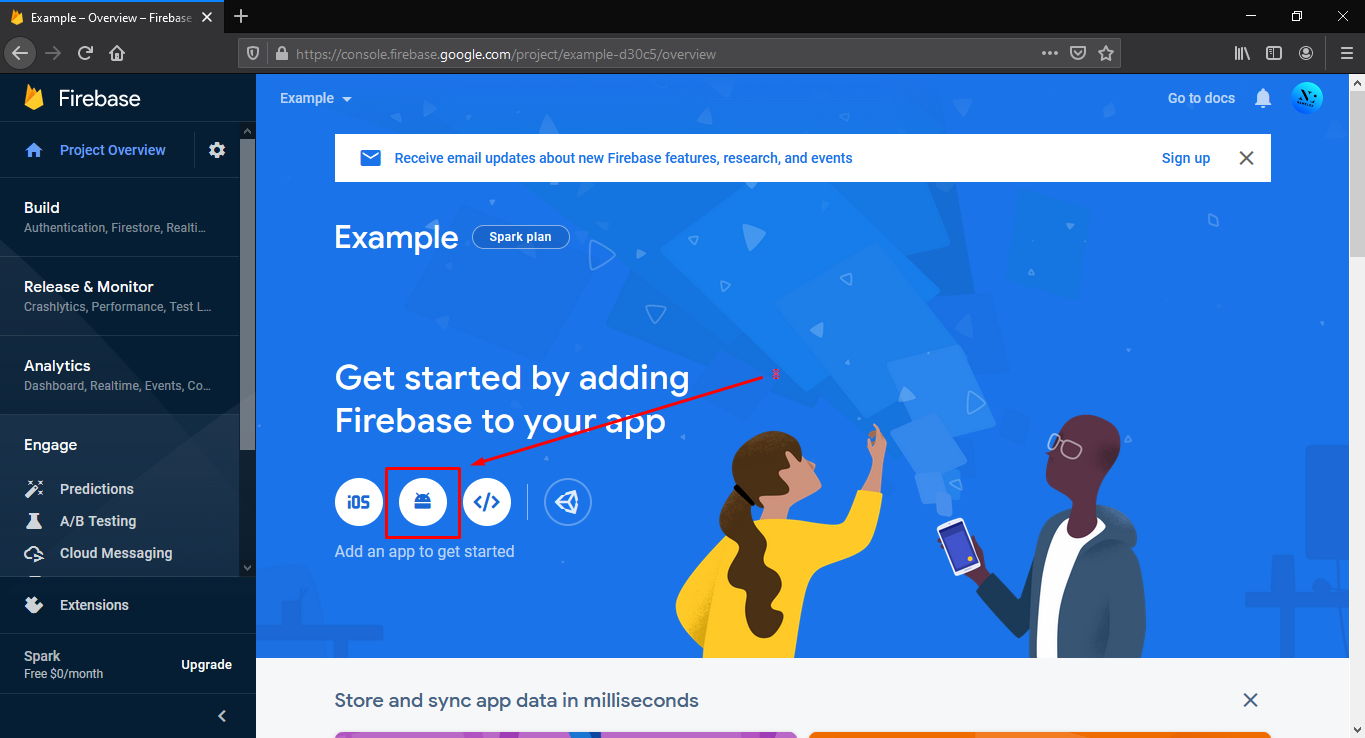 Example – Overview – Firebase
https://console.firebase.google.com/project/example-d30c5/overview
Firebase
Example
Go to docs
Project Overview
Receive email updates about new Firebase features, research, and events
Sign up
Build
Authentication, Firestore, Realti...
Example
Spark plan
Release & Monitor
Crashlytics, Performance, Test L...
Analytics
Dashboard, Realtime, Events, Co...
Get started by adding
Firebase to your app
Engage
Predictions
A/B Testing
Cloud Messaging
iOS
</>
Add an app to get started
Extensions
Spark
Free $0/month
Upgrade
Store and sync app data in milliseconds